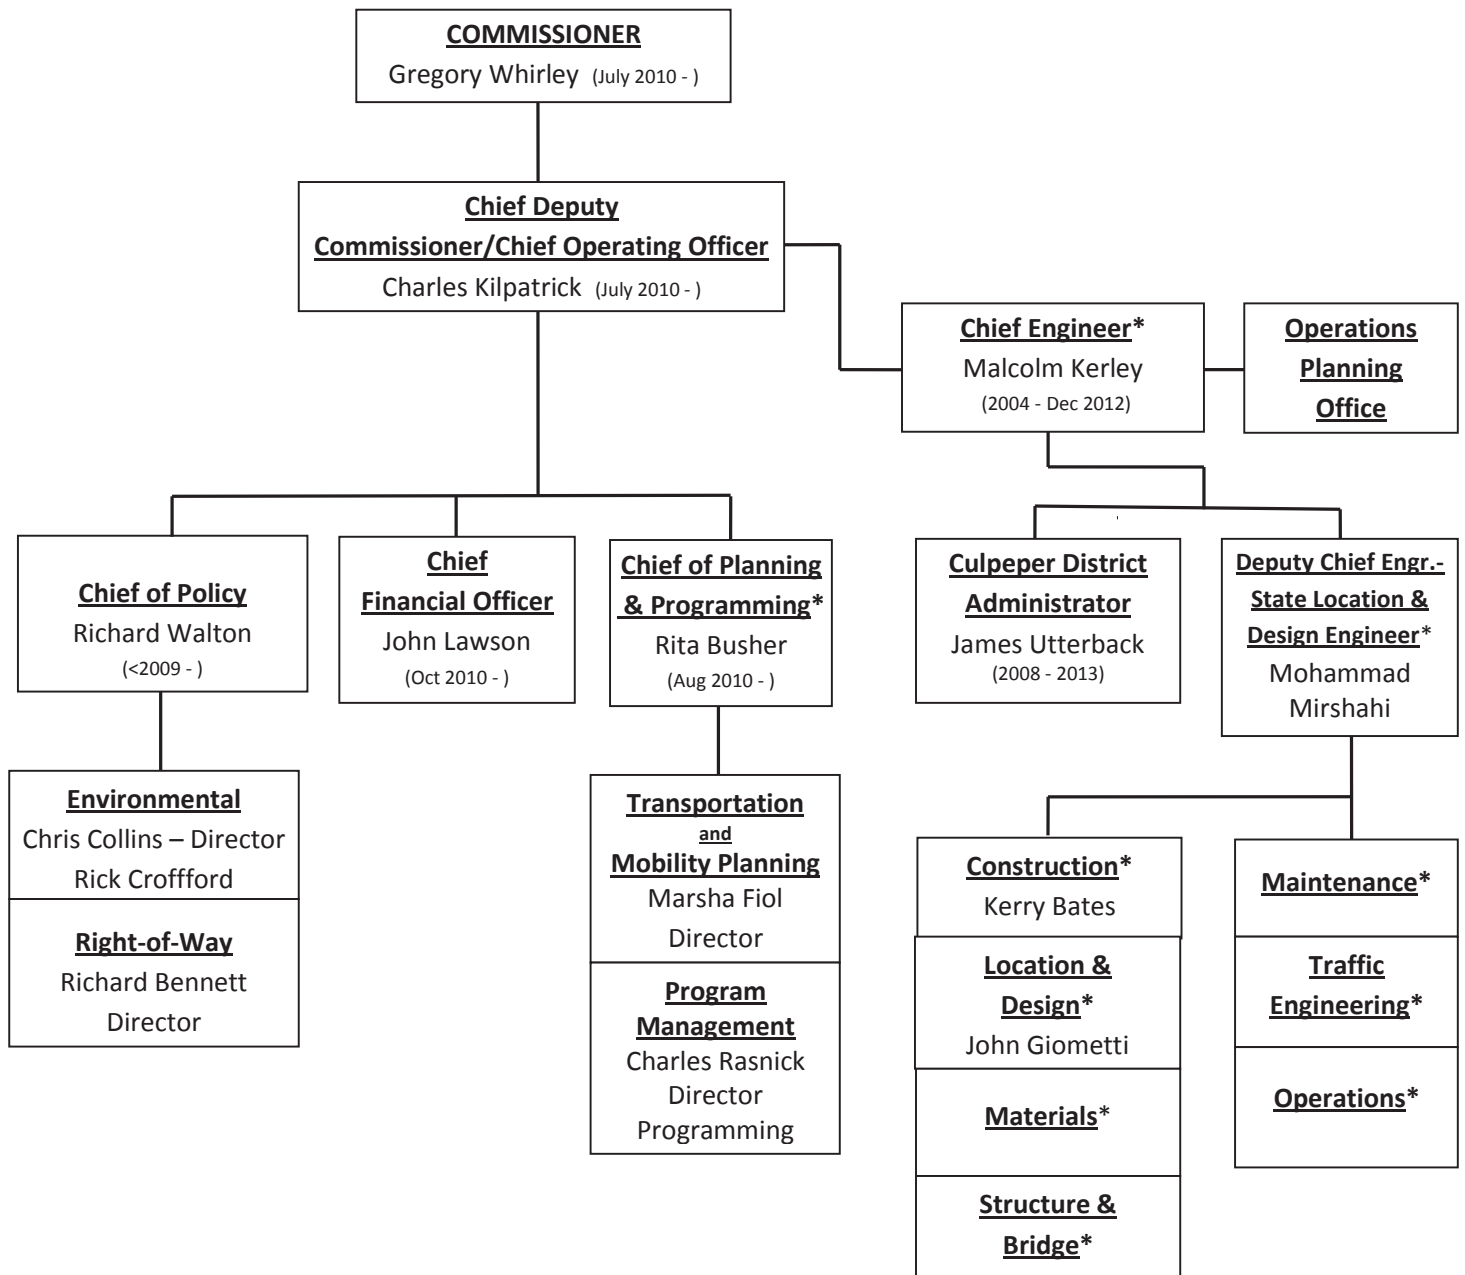 COMMISSIONER
Gregory Whirley (July 2010 - )
Chief Deputy
Commissioner/Chief Operating Officer
Charles Kilpatrick (July 2010 - )
Chief Engineer*
Malcolm Kerley
(2004 - Dec 2012)
Operations
Planning
Office
Chief of Policy
Richard Walton
(<2009 - )
Chief
Financial Officer
John Lawson
(Oct 2010 - )
Chief of Planning
& Programming*
Rita Busher
(Aug 2010 - )
Culpeper District
Administrator
James Utterback
(2008 - 2013)
Deputy Chief Engr.-
State Location &
Design Engineer*
Mohammad
Mirshahi
Environmental
Chris Collins – Director
Rick Croffford
Right-of-Way
Richard Bennett
Director
Transportation
and
Mobility Planning
Marsha Fiol
Director
Program
Management
Charles Rasnick
Director
Programming
Construction*
Kerry Bates
Location &
Design*
John Giometti
Materials*
Structure &
Bridge*
Maintenance*
Traffic
Engineering*
Operations*